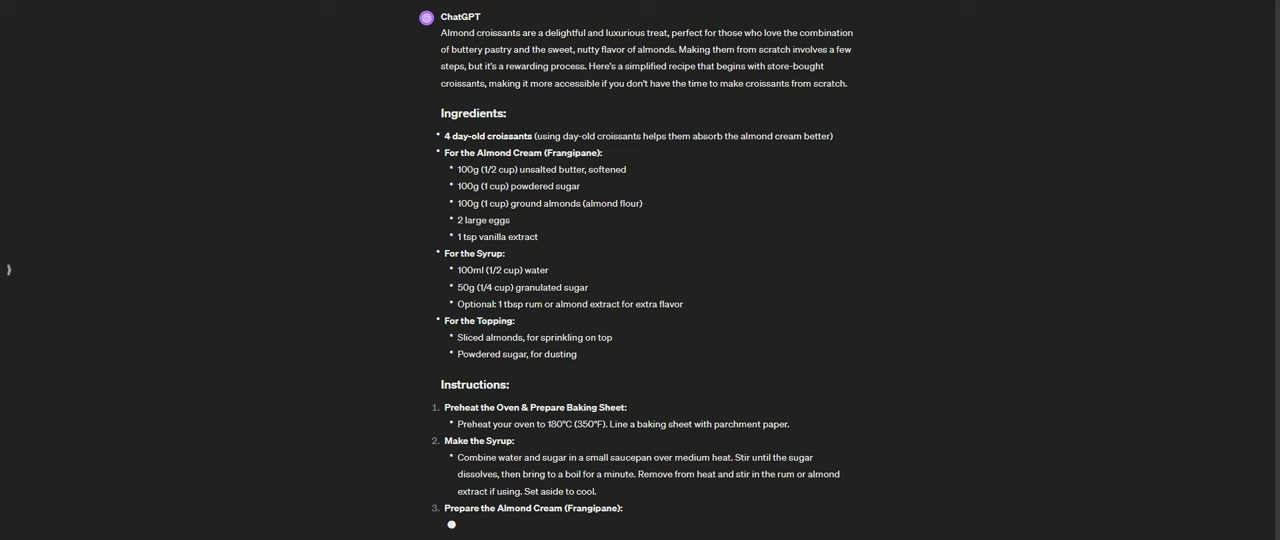 ChatGPT
Almond croissants are a delightful and luxurious treat, perfect for those who love the combination
of buttery pastry and the sweet, nutty flavor of almonds. Making them from scratch involves a few
steps, but it's a rewarding process. Here's a simplified recipe that begins with store-bought
croissants, making it more accessible if you don't have the time to make croissants from scratch.
Ingredients:
• 4 day-old croissants (using day-old croissants helps them absorb the almond cream better)
• For the Almond Cream (Frangipane):
• 100g (1/2 cup) unsalted butter, softened
• 100g (1 cup) powdered sugar
• 100g (1 cup) ground almonds (almond flour)
• 2 large eggs
• 1 tsp vanilla extract
• For the Syrup:
• 100ml (1/2 cup) water
• 50g (1/4 cup) granulated sugar
• Optional: 1 tbsp rum or almond extract for extra flavor
• For the Topping:
• Sliced almonds, for sprinkling on top
• Powdered sugar, for dusting
Instructions:
1. Preheat the Oven & Prepare Baking Sheet:
• Preheat your oven to 180°C (350°F). Line a baking sheet with parchment paper.
2. Make the Syrup:
• Combine water and sugar in a small saucepan over medium heat. Stir until the sugar
dissolves, then bring to a boil for a minute. Remove from heat and stir in the rum or almond
extract if using. Set aside to cool.
3. Prepare the Almond Cream (Frangipane):